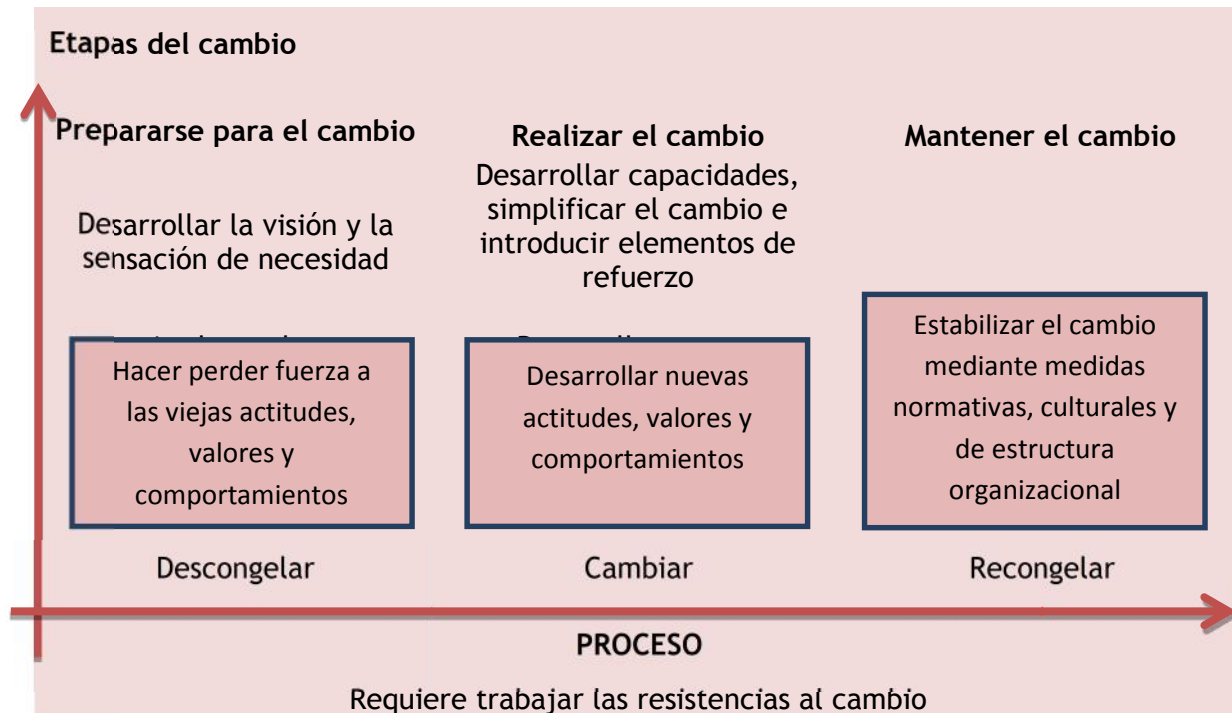 Etapas del cambio
Prepararse para el cambio
Desarrollar la visión y la
sensación de necesidad
Hacer perder fuerza a
las viejas actitudes,
valores y
comportamientos
Descongelar
Realizar el cambio
Desarrollar capacidades,
simplificar el cambio e
introducir elementos de
refuerzo
Desarrollar nuevas
actitudes, valores y
comportamientos
Cambiar
Mantener el cambio
Estabilizar el cambio
mediante medidas
normativas, culturales y
de estructura
organizacional
Recongelar
PROCESO
Requiere trabajar las resistencias al cambio